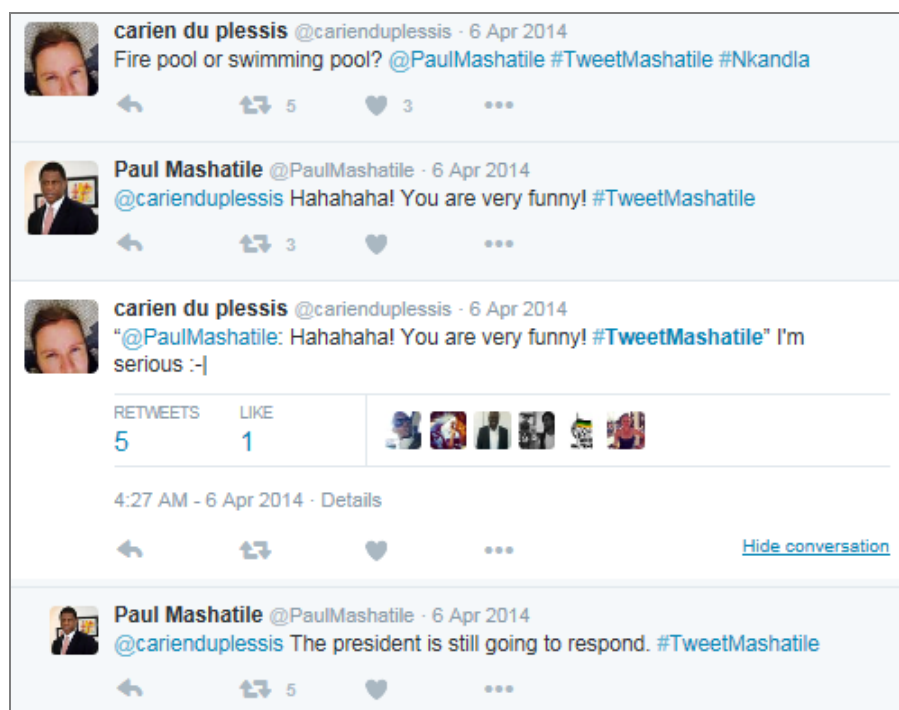 carien du plessis @carienduplessis · 6 Apr 2014
Fire pool or swimming pool? @PaulMashatile #TweetMashatile #Nkandla
5 3
Paul Mashatile @PaulMashatile · 6 Apr 2014
@carienduplessis Hahahaha! You are very funny! #TweetMashatile
3
carien du plessis @carienduplessis · 6 Apr 2014
“@PaulMashatile: Hahahaha! You are very funny! #TweetMashatile” I'm
serious :-|
RETWEETS LIKE
5 1
4:27 AM - 6 Apr 2014 · Details
Hide conversation
Paul Mashatile @PaulMashatile · 6 Apr 2014
@carienduplessis The president is still going to respond. #TweetMashatile
5